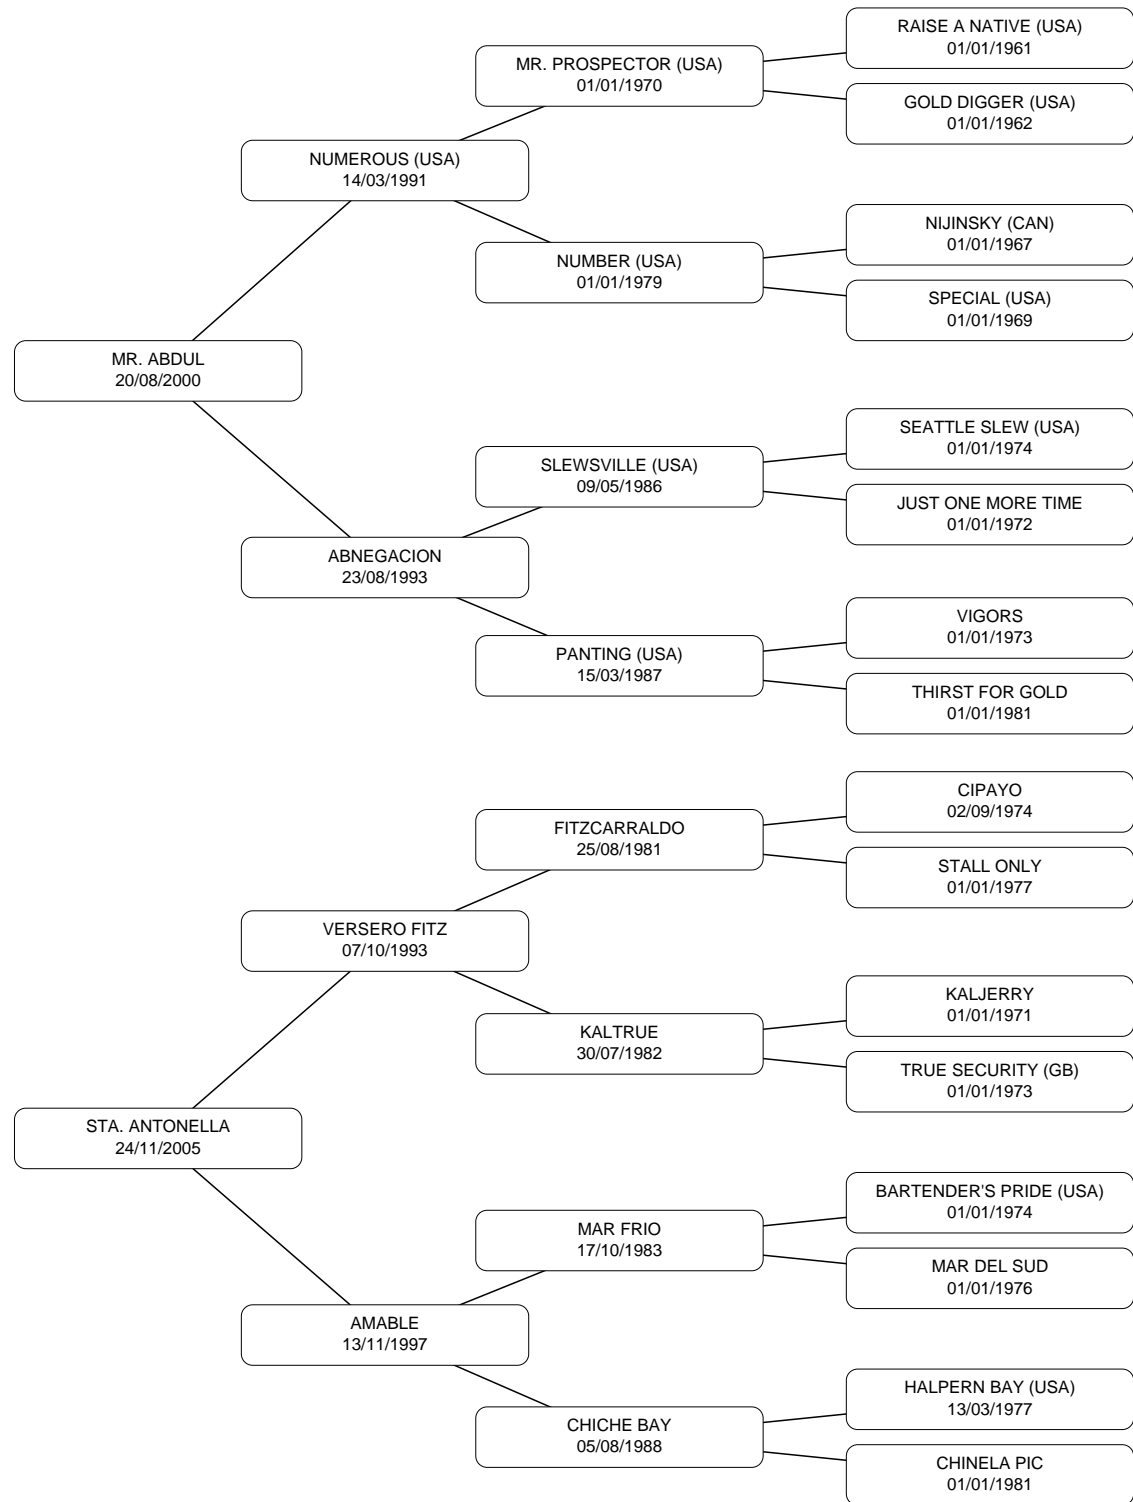 RAISE A NATIVE (USA)
01/01/1961
MR. PROSPECTOR (USA)
01/01/1970
GOLD DIGGER (USA)
01/01/1962
NUMEROUS (USA)
14/03/1991
NIJINSKY (CAN)
01/01/1967
NUMBER (USA)
01/01/1979
SPECIAL (USA)
01/01/1969
MR. ABDUL
20/08/2000
SEATTLE SLEW (USA)
01/01/1974
SLEWSVILLE (USA)
09/05/1986
JUST ONE MORE TIME
01/01/1972
ABNEGACION
23/08/1993
VIGORS
01/01/1973
PANTING (USA)
15/03/1987
THIRST FOR GOLD
01/01/1981
CIPAYO
02/09/1974
FITZCARRALDO
25/08/1981
STALL ONLY
01/01/1977
VERSERO FITZ
07/10/1993
KALJERRY
01/01/1971
KALTRUE
30/07/1982
TRUE SECURITY (GB)
01/01/1973
STA. ANTONELLA
24/11/2005
BARTENDER'S PRIDE (USA)
01/01/1974
MAR FRIO
17/10/1983
MAR DEL SUD
01/01/1976
AMABLE
13/11/1997
HALPERN BAY (USA)
13/03/1977
CHICHE BAY
05/08/1988
CHINELA PIC
01/01/1981